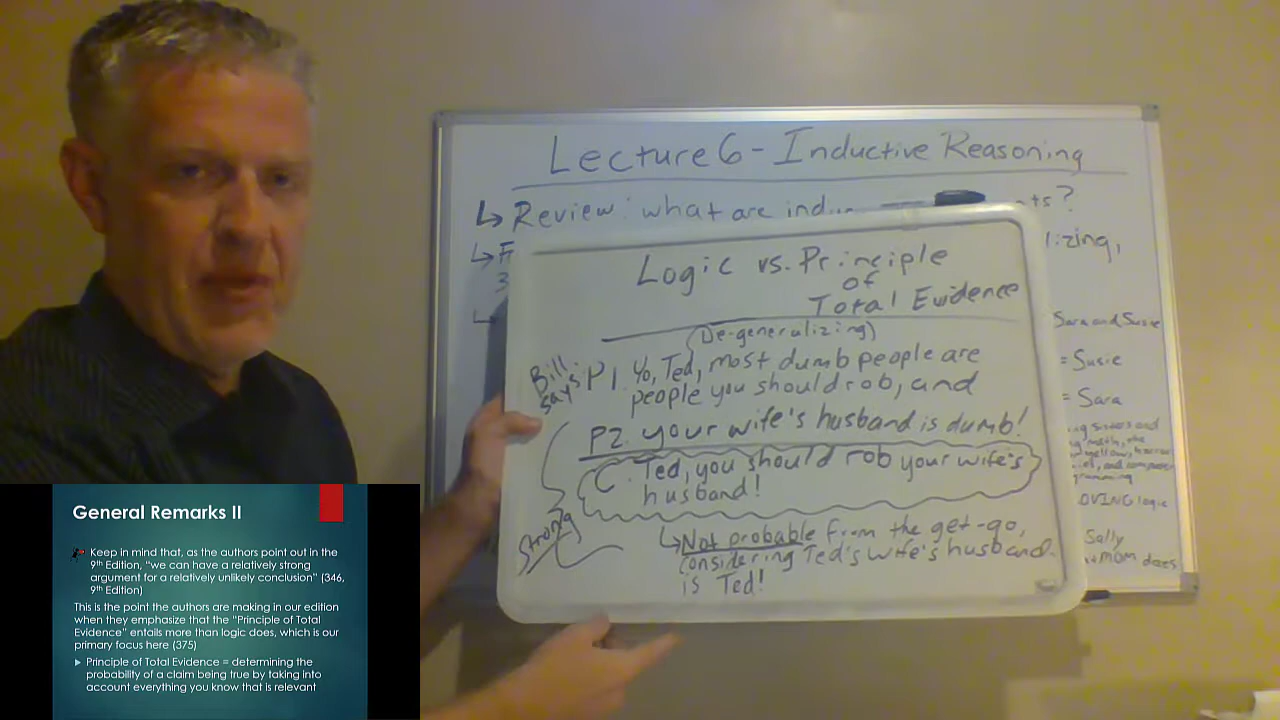 Lecture 6 - Inductive Reasoning
↳ Review: what are ts?
lizing,
Sara and Susie
= Susie
= Sara
LOVING logic
Sally
MOM does
Logic vs. Principle
of
Total Evidence
(De-generalizing)
Bill
says:
P1. Yo, Ted, most dumb people are
people you should rob, and
P2. your wife's husband is dumb!
C. Ted, you should rob your wife's
husband!
Strong
↳ Not probable from the get-go,
considering Ted's wife's husband
is Ted!
General Remarks II
Keep in mind that, as the authors point out in the
9th Edition, “we can have a relatively strong
argument for a relatively unlikely conclusion” (346,
9th Edition)
This is the point the authors are making in our edition
when they emphasize that the “Principle of Total
Evidence” entails more than logic does, which is our
primary focus here (375)
Principle of Total Evidence = determining the
probability of a claim being true by taking into
account everything you know that is relevant